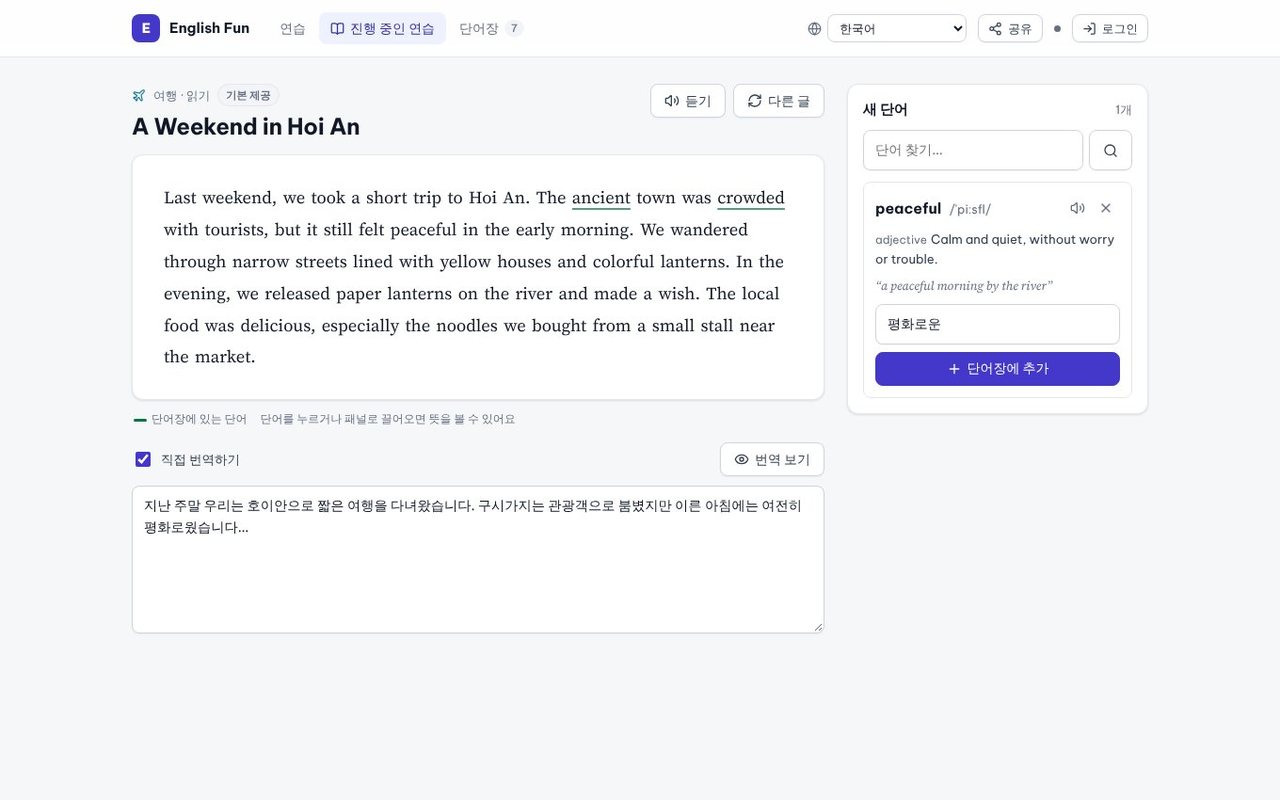 E English Fun 연습 진행 중인 연습 단어장 7 한국어 공유 로그인
여행 · 읽기 기본 제공
A Weekend in Hoi An
듣기 다른 글
Last weekend, we took a short trip to Hoi An. The ancient town was crowded
with tourists, but it still felt peaceful in the early morning. We wandered
through narrow streets lined with yellow houses and colorful lanterns. In the
evening, we released paper lanterns on the river and made a wish. The local
food was delicious, especially the noodles we bought from a small stall near
the market.
단어장에 있는 단어 단어를 누르거나 패널로 끌어오면 뜻을 볼 수 있어요
직접 번역하기 번역 보기
지난 주말 우리는 호이안으로 짧은 여행을 다녀왔습니다. 구시가지는 관광객으로 붐볐지만 이른 아침에는 여전히
평화로웠습니다...
새 단어 1개
단어 찾기...
peaceful /ˈpiːsfl/
adjective Calm and quiet, without worry
or trouble.
“a peaceful morning by the river”
평화로운
+ 단어장에 추가